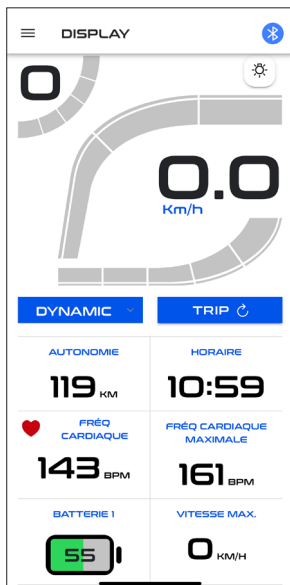 DISPLAY
0
0.0
Km/h
DYNAMIC
TRIP
AUTONOMIE
HORAIRE
119 KM
10:59
FRÉQ
CARDIAQUE
FRÉQ CARDIAQUE
MAXIMALE
143 BPM
161 BPM
BATTERIE 1
VITESSE MAX.
55
0 KM/H